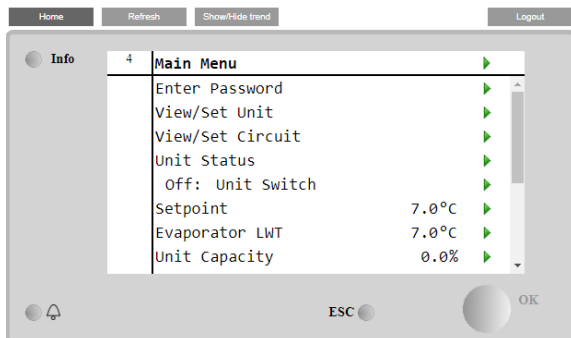 Home Refresh Show/Hide trend Logout
Info
4 Main Menu
Enter Password
View/Set Unit
View/Set Circuit
Unit Status
Off: Unit Switch
Setpoint 7.0°C
Evaporator LWT 7.0°C
Unit Capacity 0.0%
ESC OK